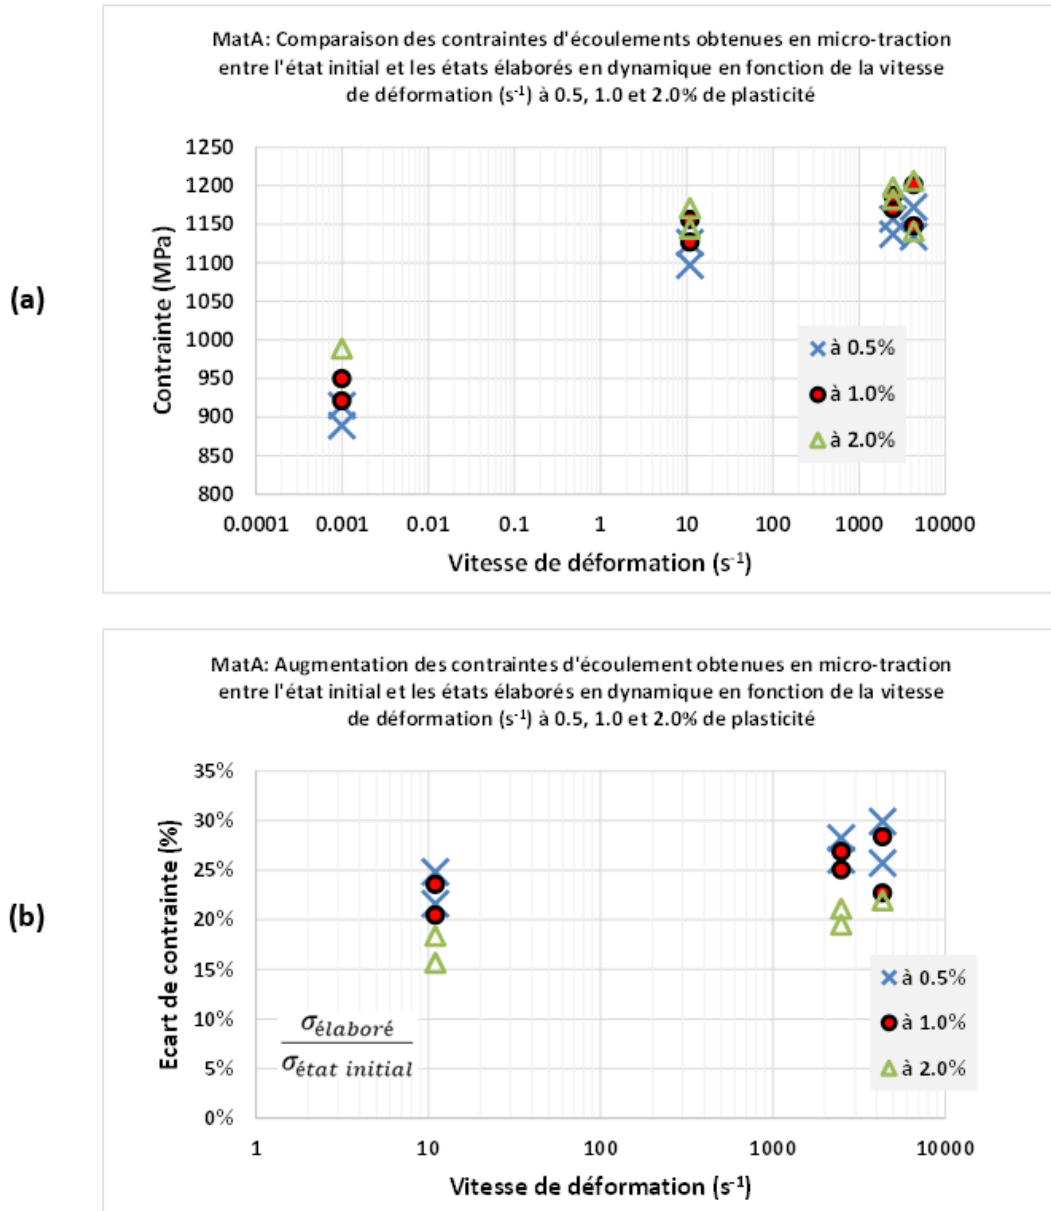 (a)
MatA: Comparaison des contraintes d'écoulements obtenues en micro-traction
entre l'état initial et les états élaborés en dynamique en fonction de la vitesse
de déformation (s⁻¹) à 0.5, 1.0 et 2.0% de plasticité
Contrainte (MPa)
1250
1200
1150
1100
1050
1000
950
900
850
800
à 0.5%
à 1.0%
à 2.0%
0.0001 0.001 0.01 0.1 1 10 100 1000 10000
Vitesse de déformation (s⁻¹)
(b)
MatA: Augmentation des contraintes d'écoulement obtenues en micro-traction
entre l'état initial et les états élaborés en dynamique en fonction de la vitesse
de déformation (s⁻¹) à 0.5, 1.0 et 2.0% de plasticité
Ecart de contrainte (%)
35%
30%
25%
20%
15%
10%
5%
0%
σélaboré
σétat initial
à 0.5%
à 1.0%
à 2.0%
1 10 100 1000 10000
Vitesse de déformation (s⁻¹)